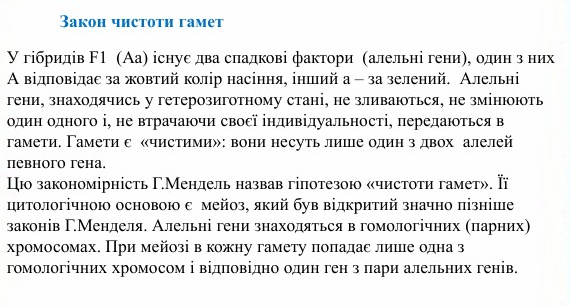 Закон чистоти гамет
У гібридів F1 (Аа) існує два спадкові фактори (алельні гени), один з них
А відповідає за жовтий колір насіння, інший а – за зелений. Алельні
гени, знаходячись у гетерозиготному стані, не зливаються, не змінюють
один одного і, не втрачаючи своєї індивідуальності, передаються в
гамети. Гамети є «чистими»: вони несуть лише один з двох алелей
певного гена.
Цю закономірність Г.Мендель назвав гіпотезою «чистоти гамет». Її
цитологічною основою є мейоз, який був відкритий значно пізніше
законів Г.Менделя. Алельні гени знаходяться в гомологічних (парних)
хромосомах. При мейозі в кожну гамету попадає лише одна з
гомологічних хромосом і відповідно один ген з пари алельних генів.